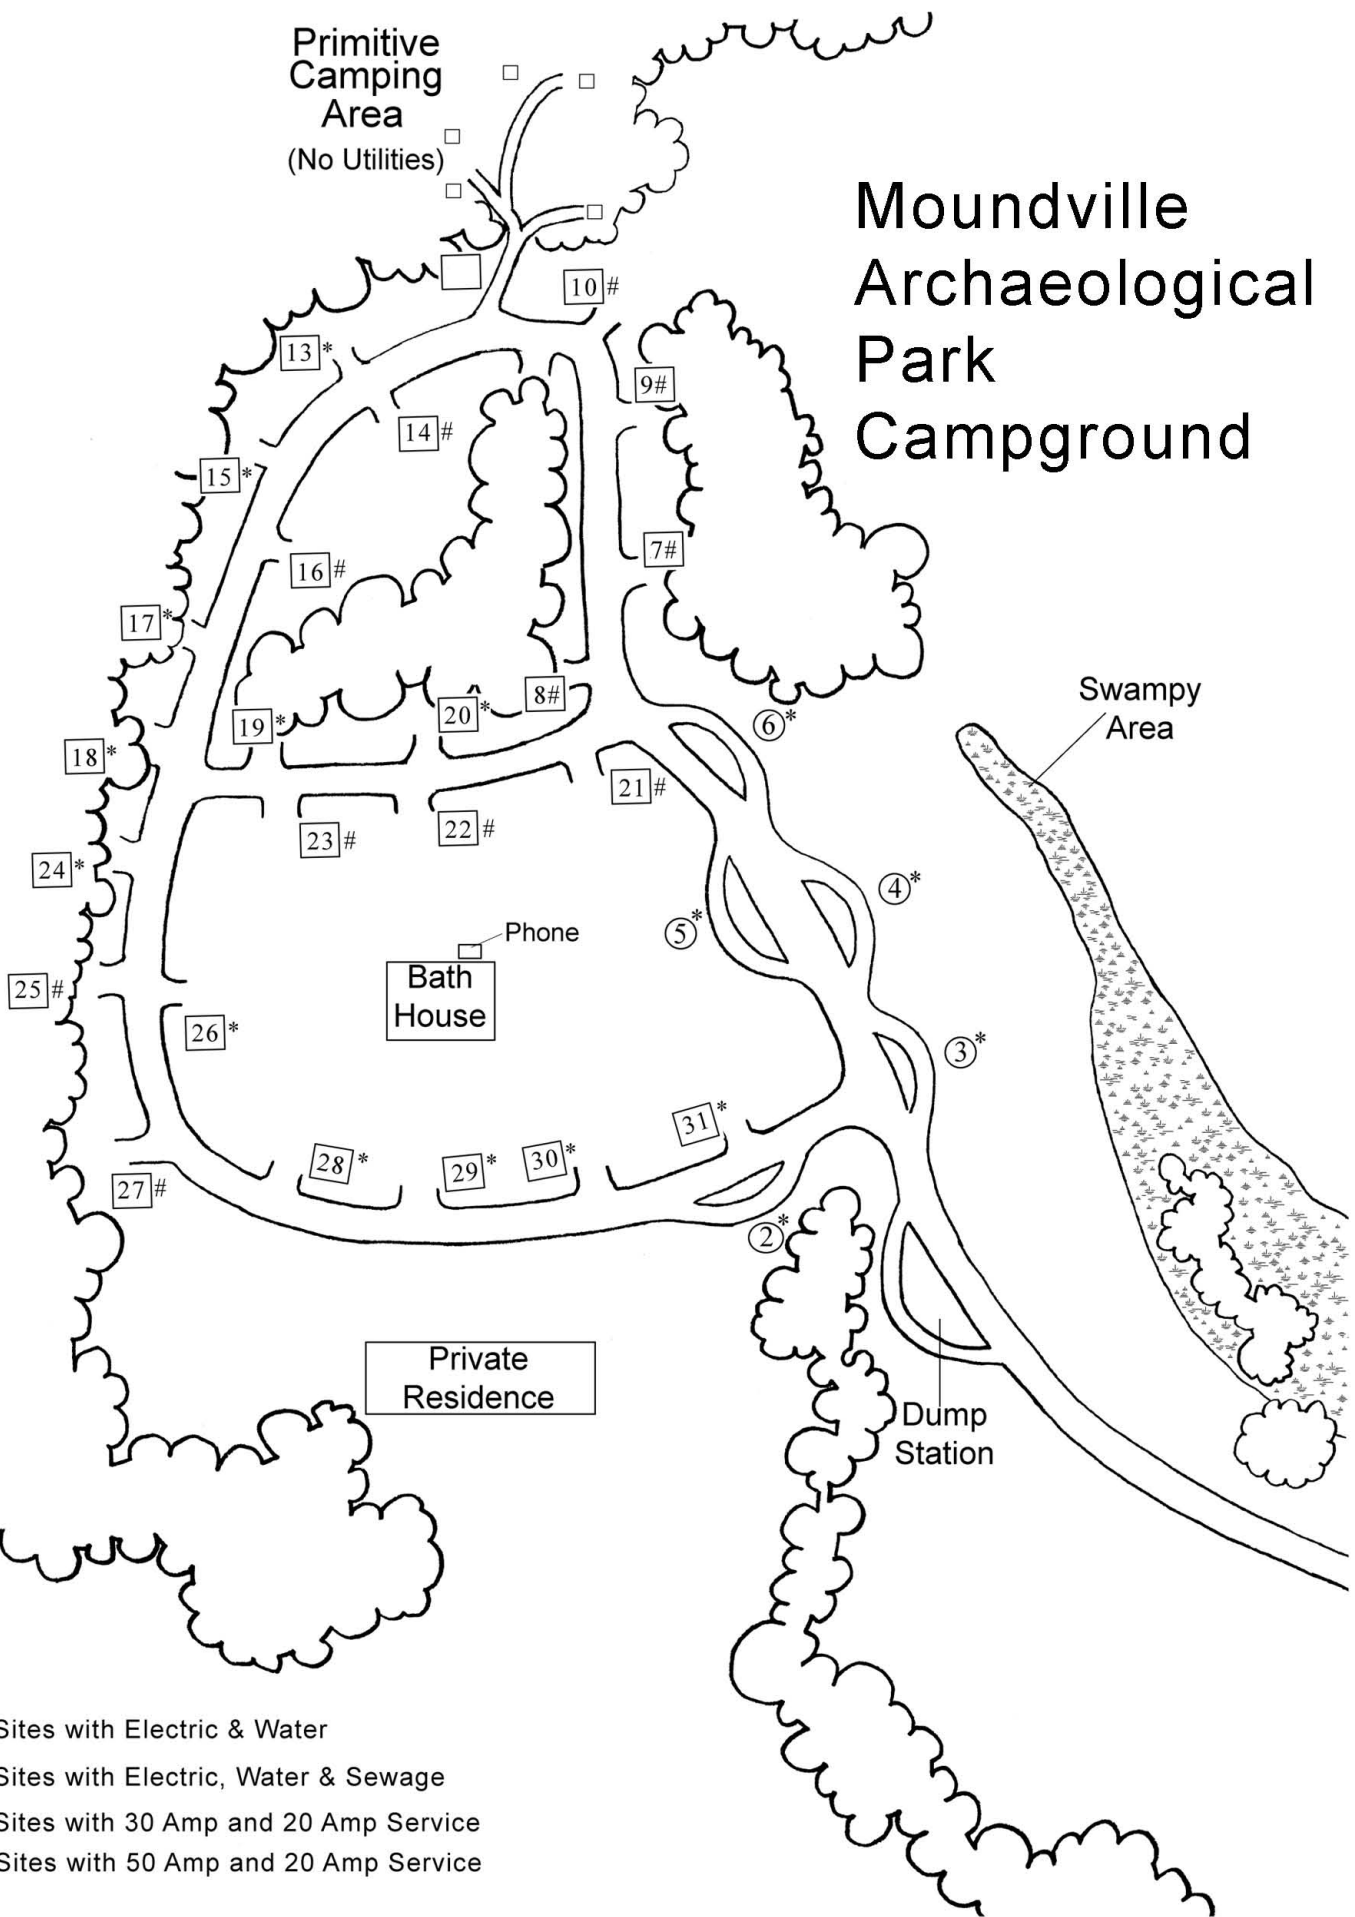 Primitive
Camping
Area
(No Utilities)
Moundville
Archaeological
Park
Campground
10#
13*
9#
14#
15*
7#
16#
17*
8#
Swampy
Area
20*
6*
19*
18*
21#
22#
23#
24*
4*
5*
Phone
Bath
House
25#
26*
3*
31*
30*
28*
29*
27#
2*
Private
Residence
Dump
Station
Sites with Electric & Water
Sites with Electric, Water & Sewage
Sites with 30 Amp and 20 Amp Service
Sites with 50 Amp and 20 Amp Service